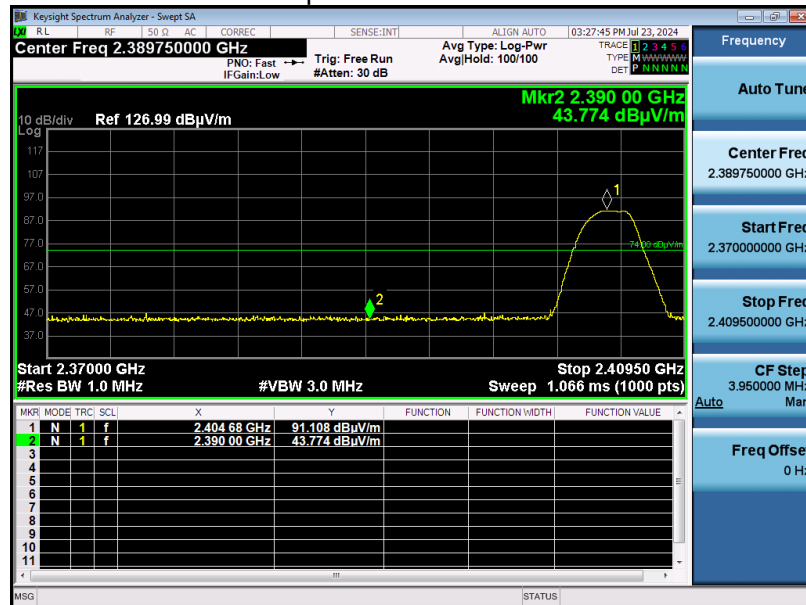 Keysight Spectrum Analyzer - Swept SA
LXI RL RF 50 Ω AC CORREC SENSE:INT ALIGN AUTO 03:27:45 PM Jul 23, 2024
Center Freq 2.389750000 GHz
PNO: Fast
IFGain:Low
Trig: Free Run
#Atten: 30 dB
Avg Type: Log-Pwr
Avg|Hold: 100/100
TRACE 1 2 3 4 5 6
TYPE M WWWWW
DET P N N N N N
Mkr2 2.390 00 GHz
43.774 dBµV/m
10 dB/div Ref 126.99 dBµV/m
Log
117
107
97.0
87.0
77.0
67.0
57.0
47.0
37.0
1
2
74.00 dBµV/m
Start 2.37000 GHz Stop 2.40950 GHz
#Res BW 1.0 MHz #VBW 3.0 MHz Sweep 1.066 ms (1000 pts)
MKR MODE TRC SCL X Y FUNCTION FUNCTION WIDTH FUNCTION VALUE
1 N 1 f 2.404 68 GHz 91.108 dBµV/m
2 N 1 f 2.390 00 GHz 43.774 dBµV/m
3
4
5
6
7
8
9
10
11
MSG STATUS
Frequency
Auto Tune
Center Freq
2.389750000 GHz
Start Freq
2.370000000 GHz
Stop Freq
2.409500000 GHz
CF Step
3.950000 MHz
Auto Man
Freq Offset
0 Hz